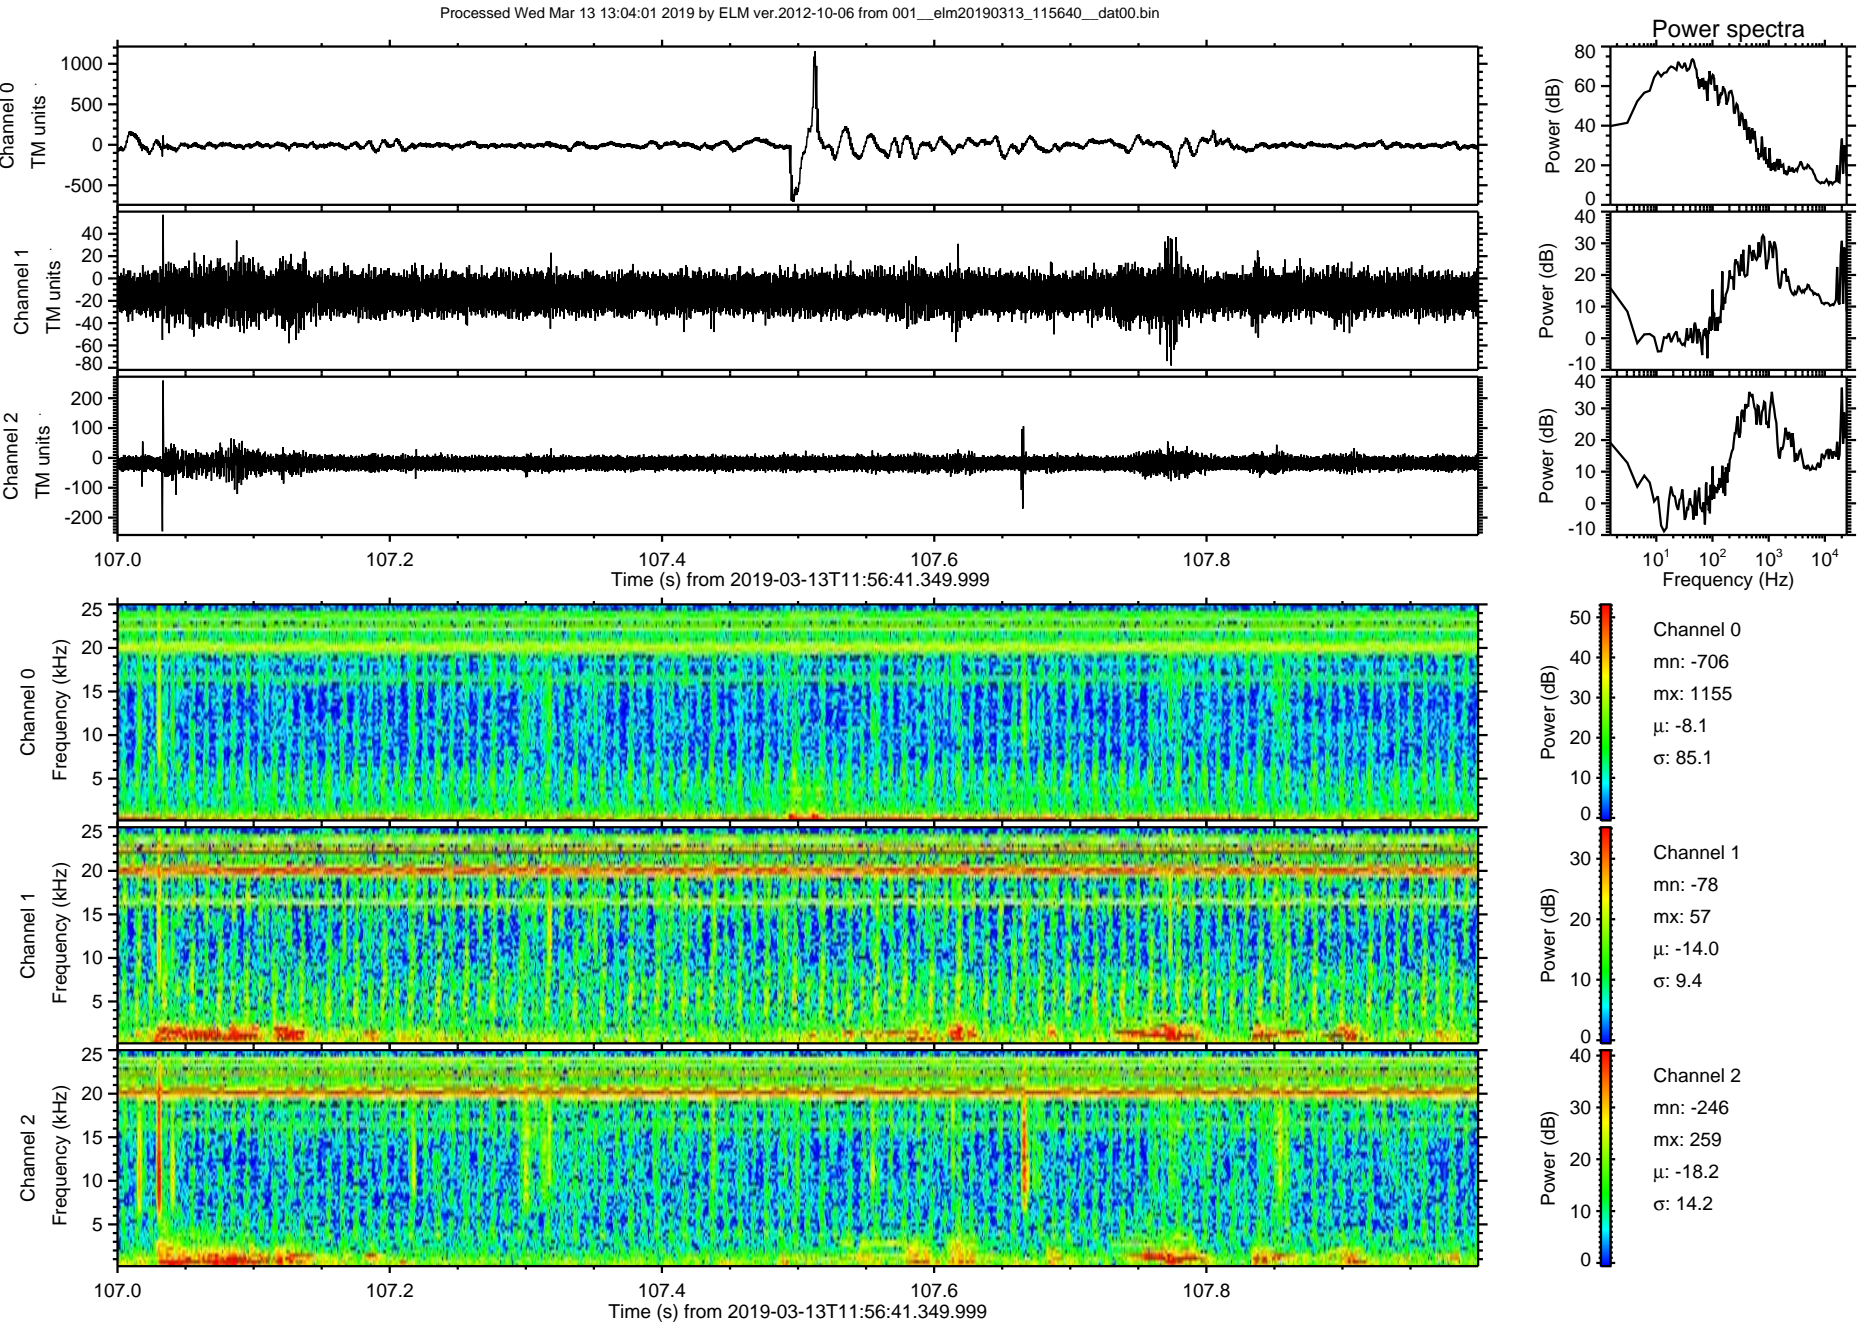 Processed Wed Mar 13 13:04:01 2019 by ELM ver.2012-10-06 from 001__elm20190313_115640__dat00.bin
Power spectra
Channel 0
TM units
1000
500
0
-500
Power (dB)
80
60
40
20
0
Channel 1
TM units
40
20
0
-20
-40
-60
-80
Power (dB)
40
30
20
10
0
-10
Channel 2
TM units
200
100
0
-100
-200
Power (dB)
40
30
20
10
0
-10
107.0 107.2 107.4 107.6 107.8
Time (s) from 2019-03-13T11:56:41.349.999
10^1 10^2 10^3 10^4
Frequency (Hz)
Channel 0
Frequency (kHz)
25
20
15
10
5
Power (dB)
50
40
30
20
10
0
Channel 0
mn: -706
mx: 1155
μ: -8.1
σ: 85.1
Channel 1
Frequency (kHz)
25
20
15
10
5
Power (dB)
30
20
10
0
Channel 1
mn: -78
mx: 57
μ: -14.0
σ: 9.4
Channel 2
Frequency (kHz)
25
20
15
10
5
Power (dB)
40
30
20
10
0
Channel 2
mn: -246
mx: 259
μ: -18.2
σ: 14.2
107.0 107.2 107.4 107.6 107.8
Time (s) from 2019-03-13T11:56:41.349.999